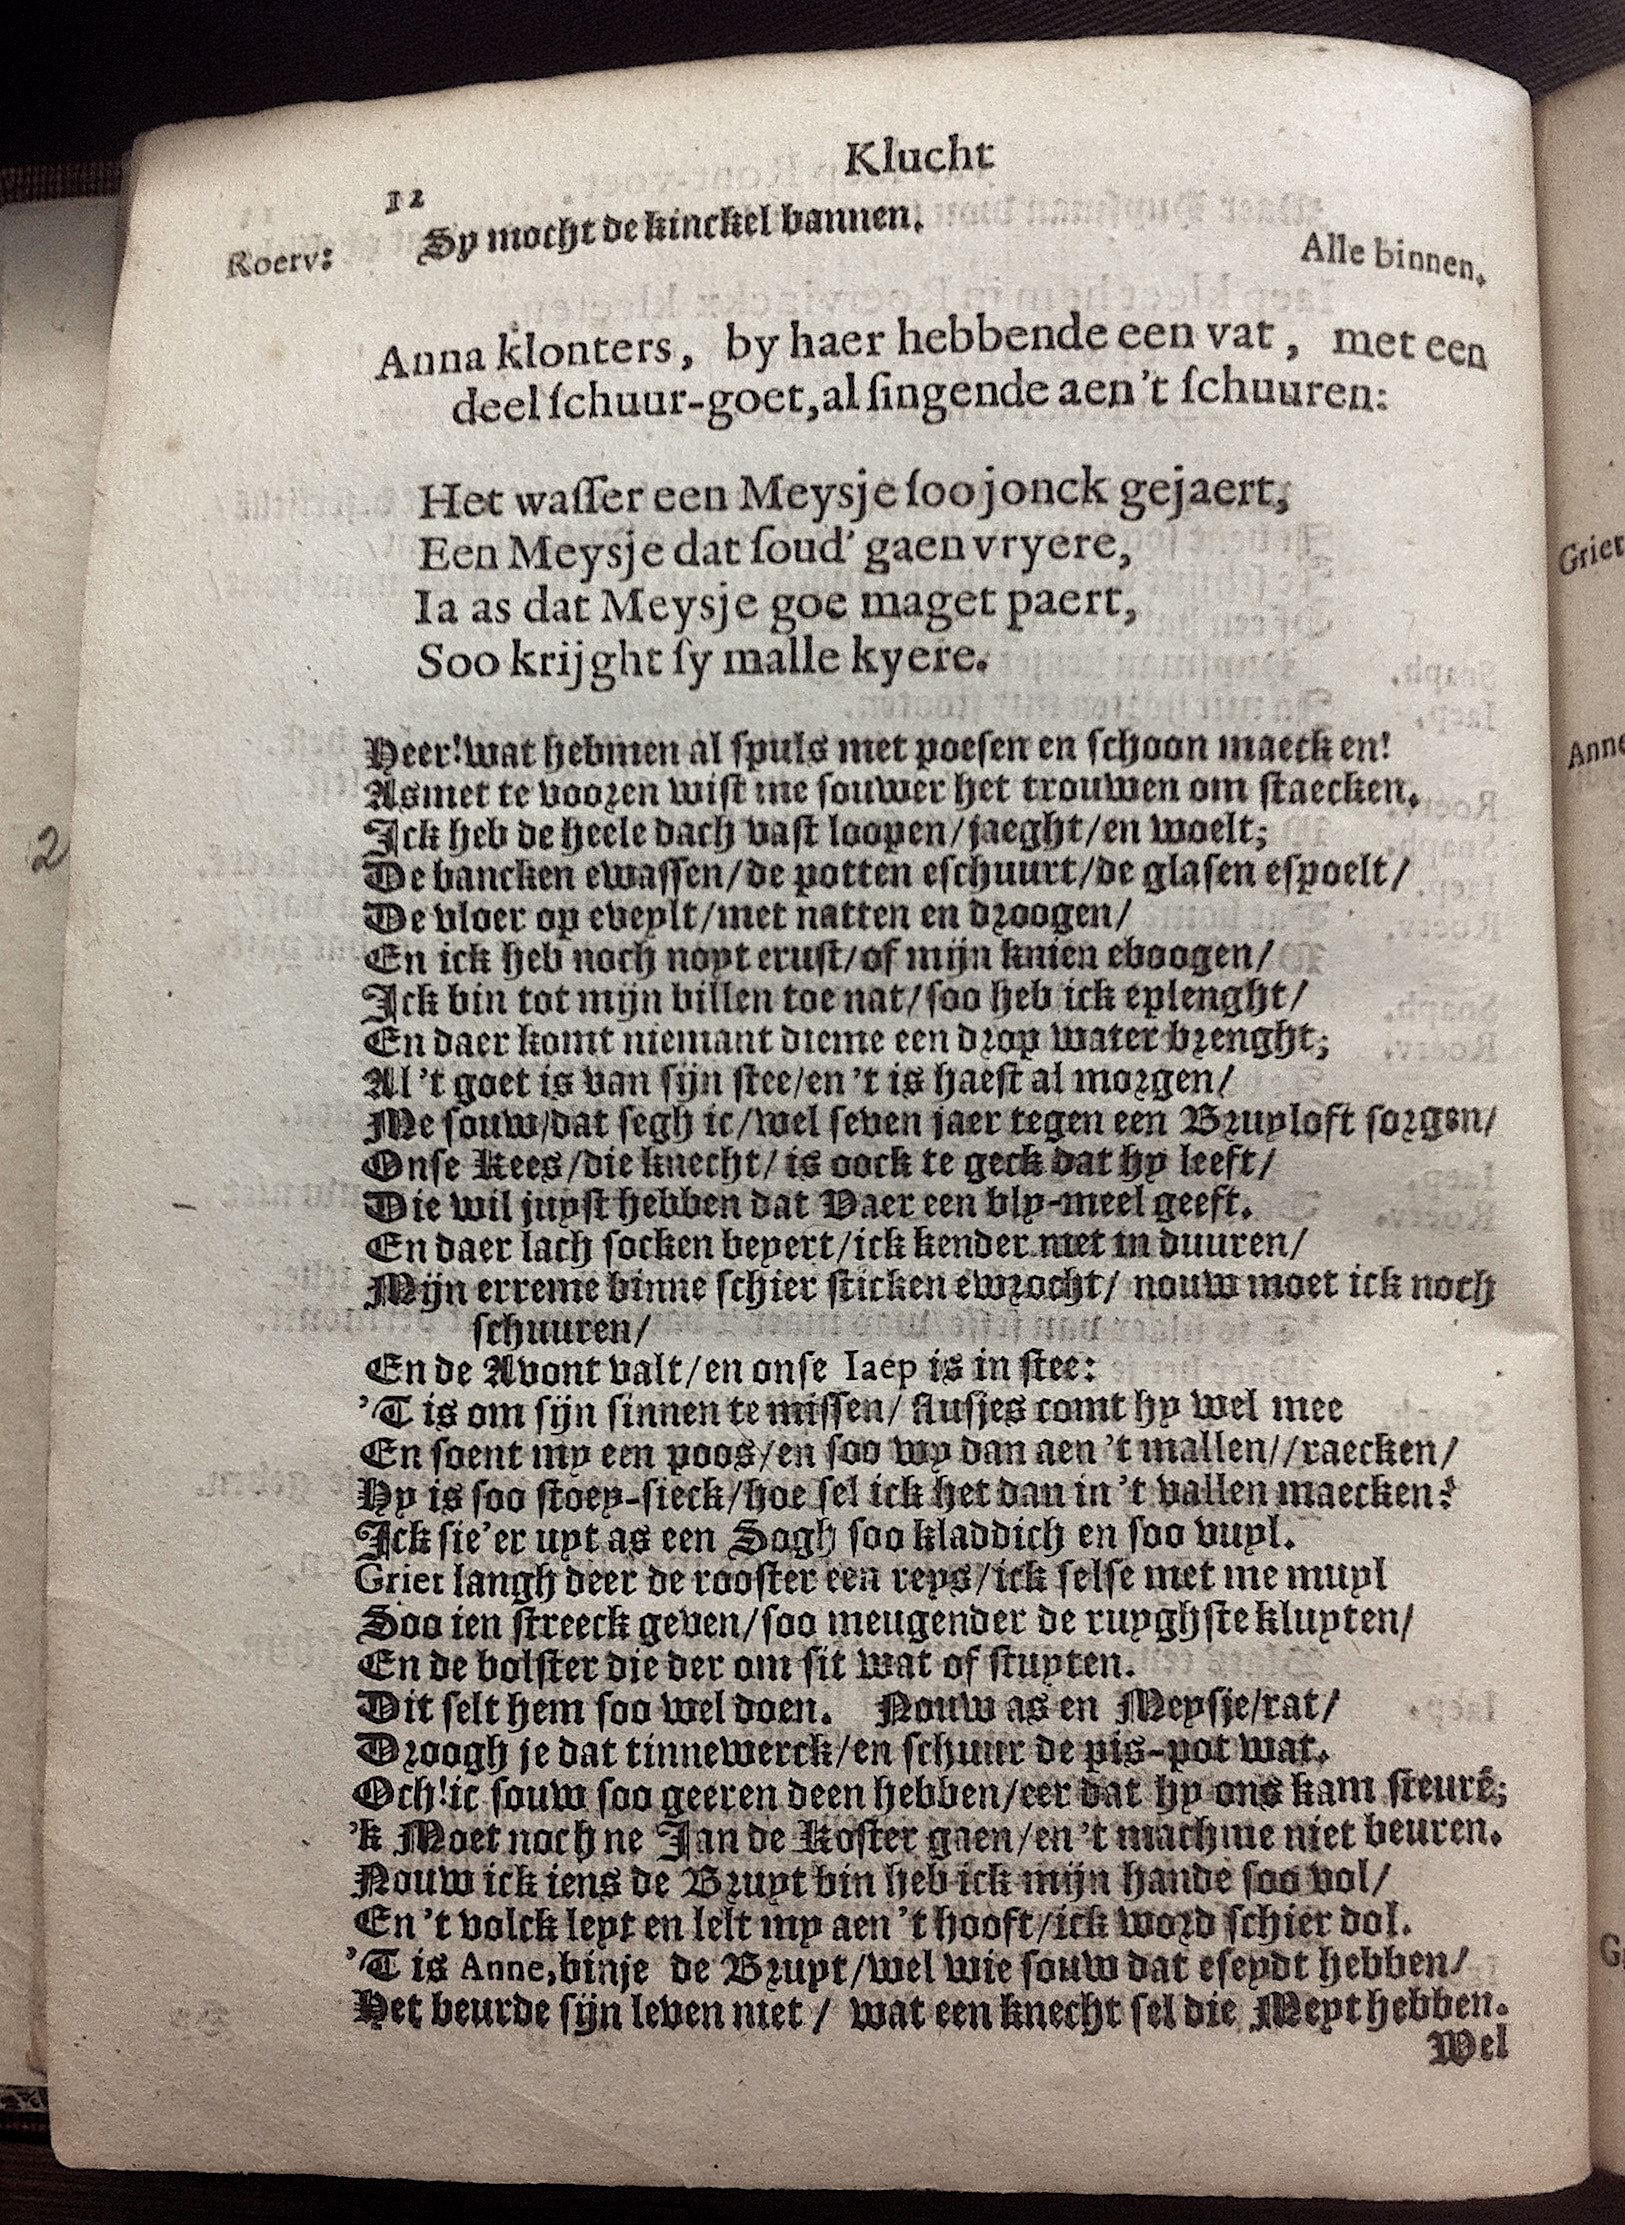 Klucht
12
Roerv: Sy mocht de kinckel bannen.
Alle binnen.
Anna klonters, by haer hebbende een vat, met een
deel ſchuur-goet, al ſingende aen't ſchuuren:
Het waſſer een Meysje ſoo jonck gejaert,
Een Meysje dat ſoud' gaen vryere,
Ia as dat Meysje goe maget paert,
Soo krijght ſy malle kyere.
Heer! wat hebmen al ſpuls met poeſen en ſchoon maecken!
Asmet te vooren wiſt me ſouwer het trouwen om ſtaecken.
Ick heb de heele dach vaſt loopen/jaeght/en woelt;
De bancken ewaſſen/de potten eſchuurt/de glaſen eſpoelt/
De vloer op eveylt/met natten en droogen/
En ick heb noch noyt eruſt/of mijn knien eboogen/
Ick bin tot mijn billen toe nat/ſoo heb ick eplenght/
En daer komt niemant dieme een drop water brenght;
Al 't goet is van ſijn ſtee/en 't is haeſt al morgen/
Me ſouw/dat ſegh ic/wel ſeven jaer tegen een Bruyloft ſorgen/
Onſe Kees/die knecht/is oock te geck dat hy leeft/
Die wil juyſt hebben dat Vaer een bly-meel geeft.
En daer lach ſocken beyert/ick kender niet in duuren/
Mijn erreme binne ſchier ſticken ewrocht/ nouw moet ick noch
ſchuuren/
En de Avont valt/en onſe Iaep is in ſtee:
'T is om ſijn ſinnen te miſſen/ fluſjes comt hy wel mee
En ſoent my een poos/en ſoo wy dan aen 't mallen//raecken/
Hy is ſoo ſtoey-ſieck/hoe ſel ick het dan in 't vallen maecken?
Ick ſie'er uyt as een Sogh ſoo kladdich en ſoo vuyl.
Griet langh deer de rooſter een reys/ick ſelſe met me muyl
Soo ien ſtreeck geven/ſoo meugender de ruyghſte kluyten/
En de bolſter die der om ſit wat of ſtuyten.
Dit ſelt hem ſoo wel doen. Nouw as en Meyſje/rat/
Droogh je dat tinnewerck/en ſchuur de pis-pot wat.
Och! ic ſouw ſoo geeren deen hebben/eer dat hy ons kam ſteurē;
'k Moet noch ne Jan de Koſter gaen/en 't mach me niet beuren.
Nouw ick iens de Bruyt bin heb ick mijn hande ſoo vol/
En 't volck leyt en lelt my aen 't hooft/ick word ſchier dol.
'T is Anne, binje de Bruyt/wel wie ſouw dat eſeydt hebben/
Het beurde ſijn leven niet/ wat een knecht ſel die Meyt hebben.
Wel
2
Griet
Anne